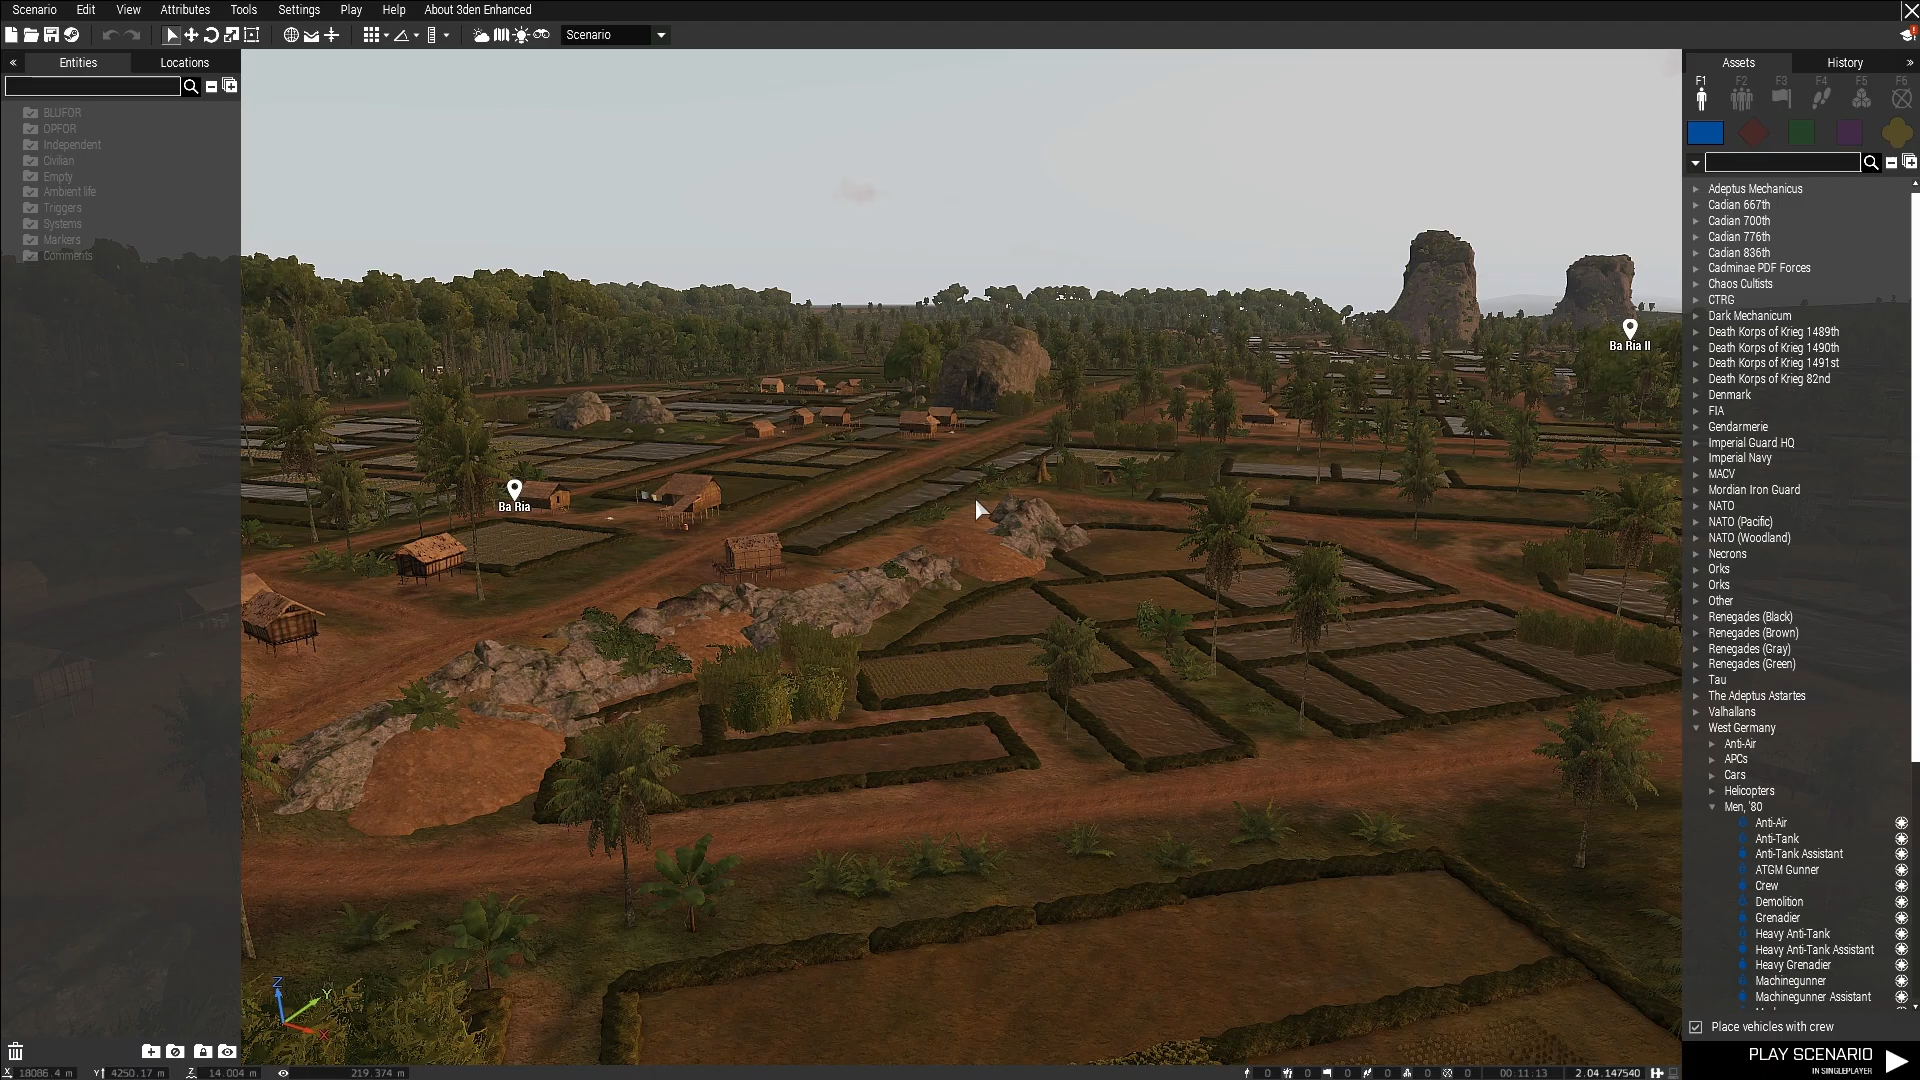 Scenario Edit View Attributes Tools Settings Play Help About 3den Enhanced
Scenario
Entities Locations
BLUFOR
OPFOR
Independent
Civilian
Empty
Ambient life
Triggers
Systems
Markers
Comments
Ba Ria
Ba Ria II
Z
Y
X
Assets History
F1 F2 F3 F4 F5 F6
Adeptus Mechanicus
Cadian 667th
Cadian 700th
Cadian 776th
Cadian 836th
Cadminae PDF Forces
Chaos Cultists
CTRG
Dark Mechanicum
Death Korps of Krieg 1489th
Death Korps of Krieg 1490th
Death Korps of Krieg 1491st
Death Korps of Krieg 82nd
Denmark
FIA
Gendarmerie
Imperial Guard HQ
Imperial Navy
MACV
Mordian Iron Guard
NATO
NATO (Pacific)
NATO (Woodland)
Necrons
Orks
Orks
Other
Renegades (Black)
Renegades (Brown)
Renegades (Gray)
Renegades (Green)
Tau
The Adeptus Astartes
Valhallans
West Germany
Anti-Air
APCs
Cars
Helicopters
Men, '80
Anti-Air
Anti-Tank
Anti-Tank Assistant
ATGM Gunner
Crew
Demolition
Grenadier
Heavy Anti-Tank
Heavy Anti-Tank Assistant
Heavy Grenadier
Machinegunner
Machinegunner Assistant
Place vehicles with crew
PLAY SCENARIO
IN SINGLEPLAYER
X 18086.4 m Y 4250.17 m Z 14.004 m 219.374 m 0 0 0 0 0 0 00:11:13 2.04.147540